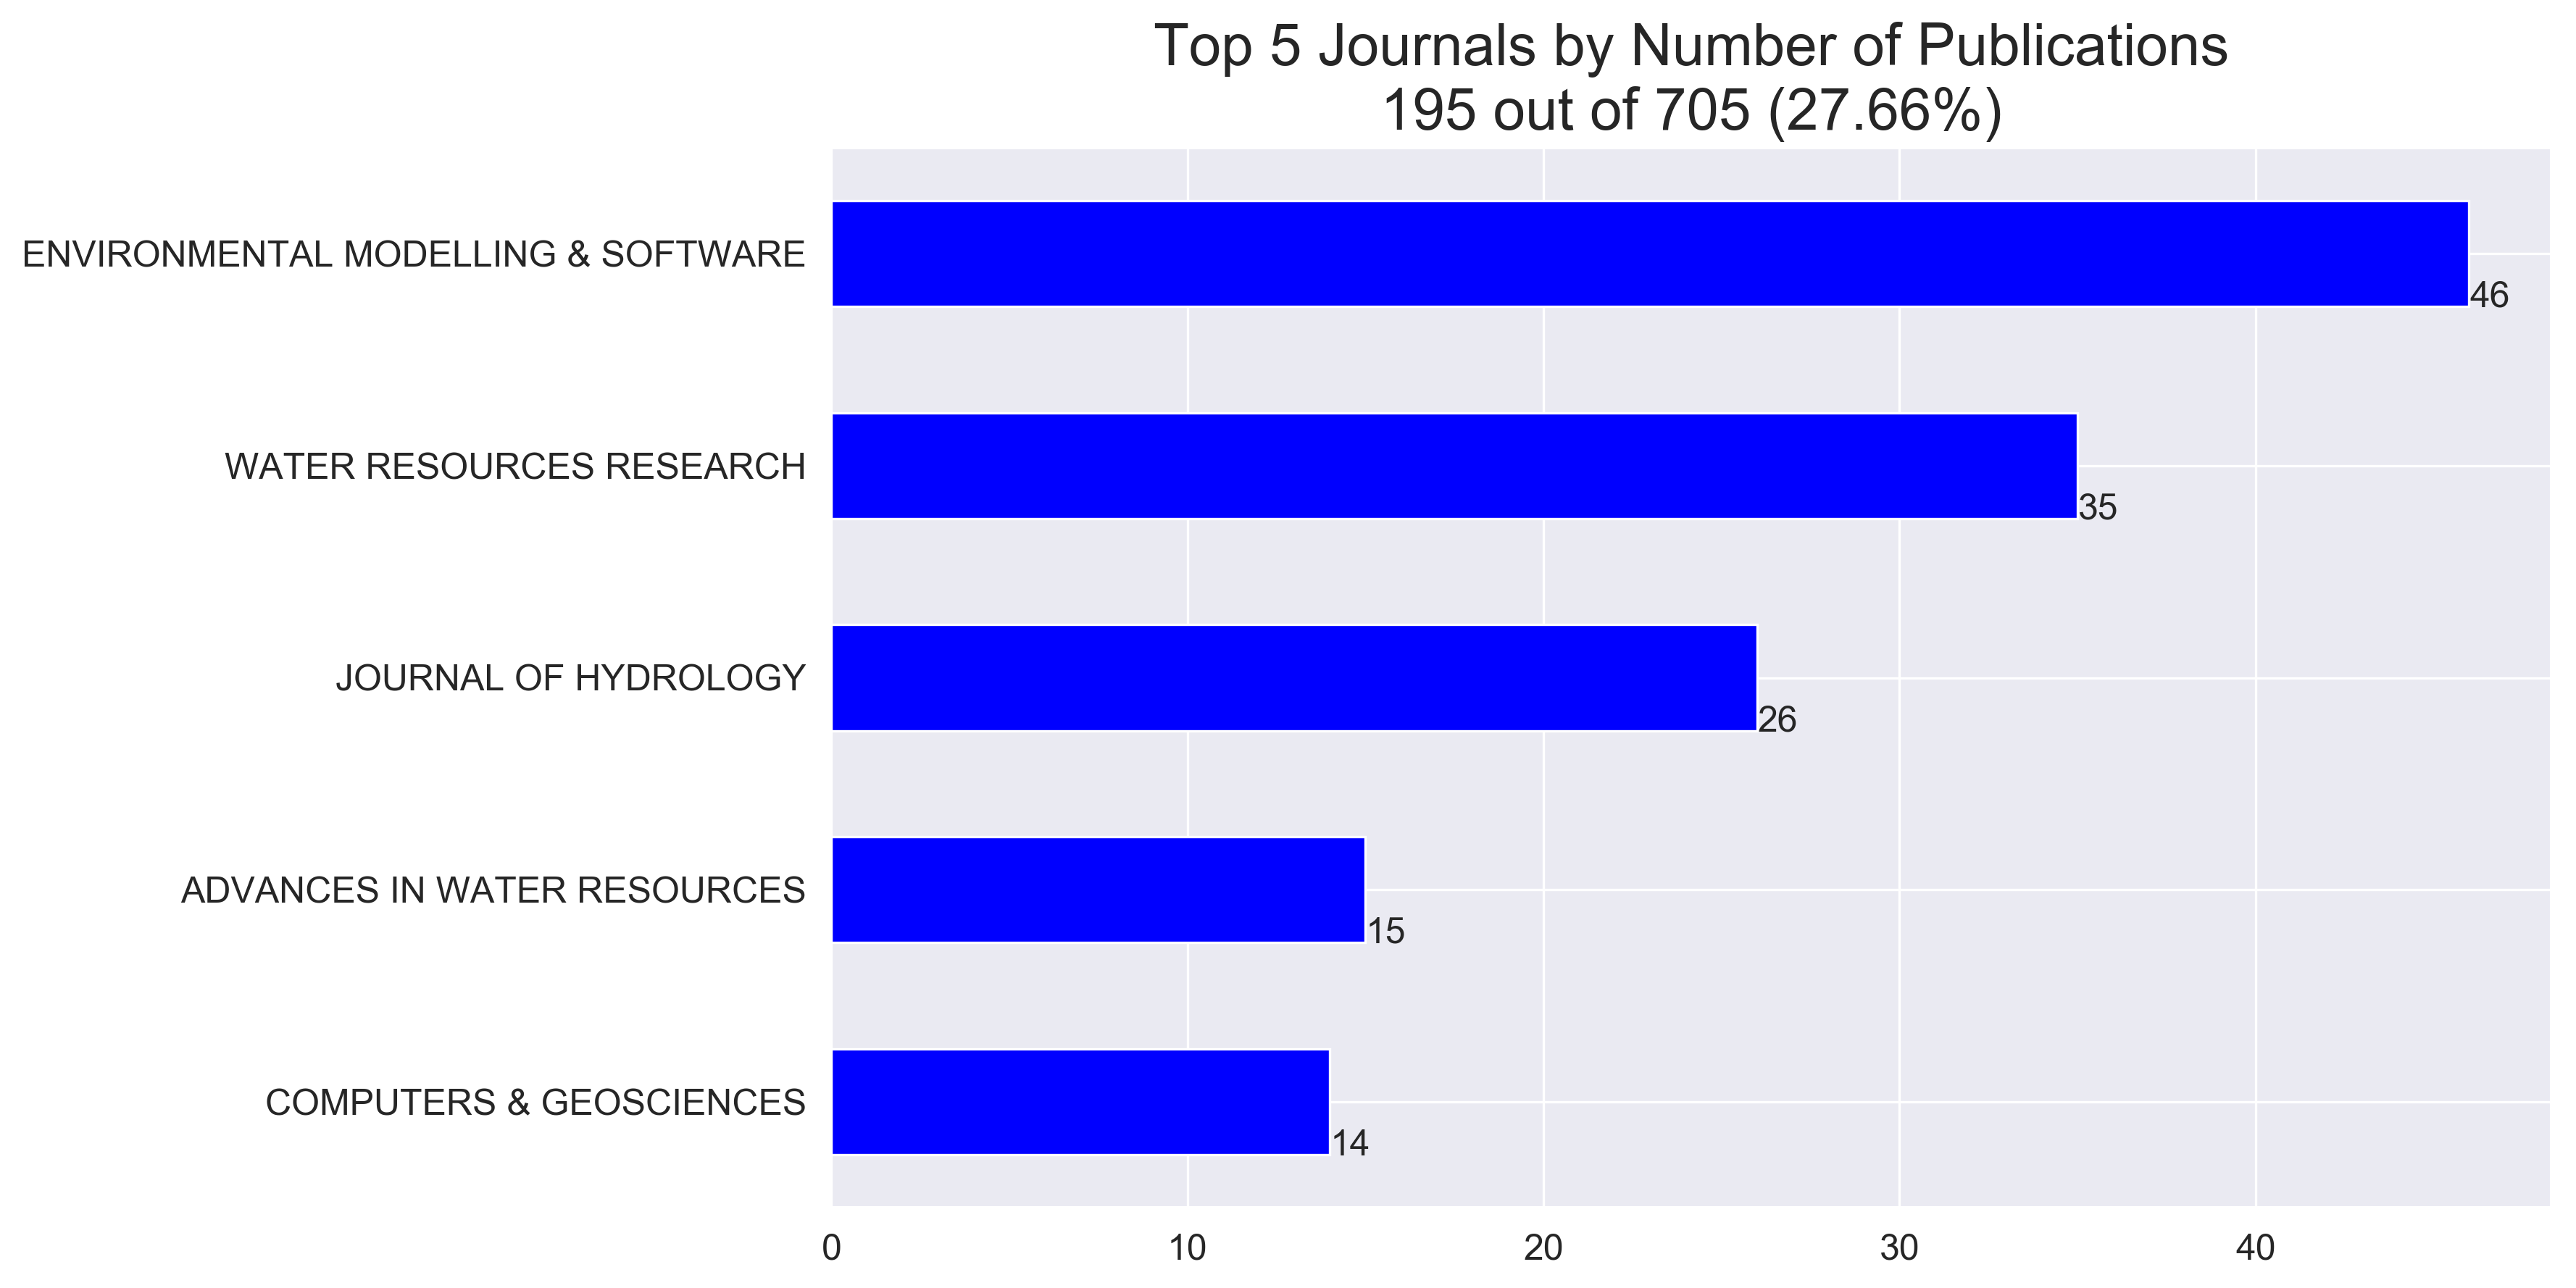 Top 5 Journals by Number of Publications
195 out of 705 (27.66%)
ENVIRONMENTAL MODELLING & SOFTWARE
46
WATER RESOURCES RESEARCH
35
JOURNAL OF HYDROLOGY
26
ADVANCES IN WATER RESOURCES
15
COMPUTERS & GEOSCIENCES
14
0 10 20 30 40